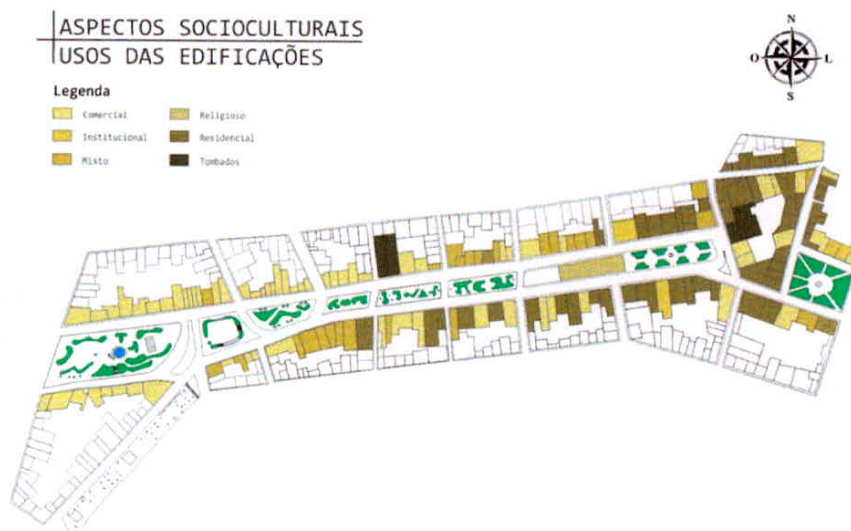 ASPECTOS SOCIOCULTURAIS
USOS DAS EDIFICAÇÕES
N
O
L
S
Legenda
Comercial
Religioso
Institucional
Residencial
Misto
Tombados